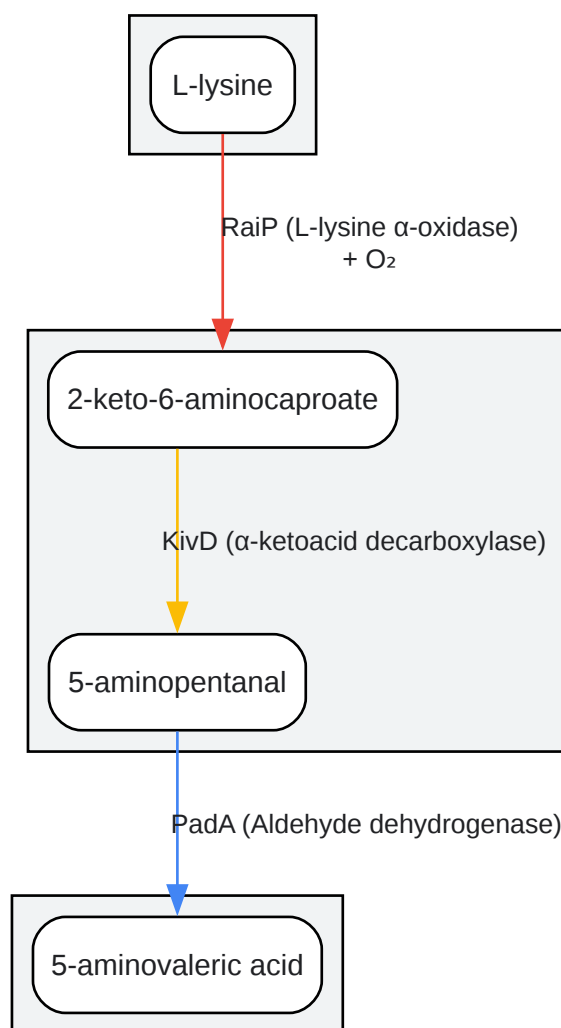 L-lysine
RaiP (L-lysine α-oxidase)
+ O₂
2-keto-6-aminocaproate
KivD (α-ketoacid decarboxylase)
5-aminopentanal
PadA (Aldehyde dehydrogenase)
5-aminovaleric acid